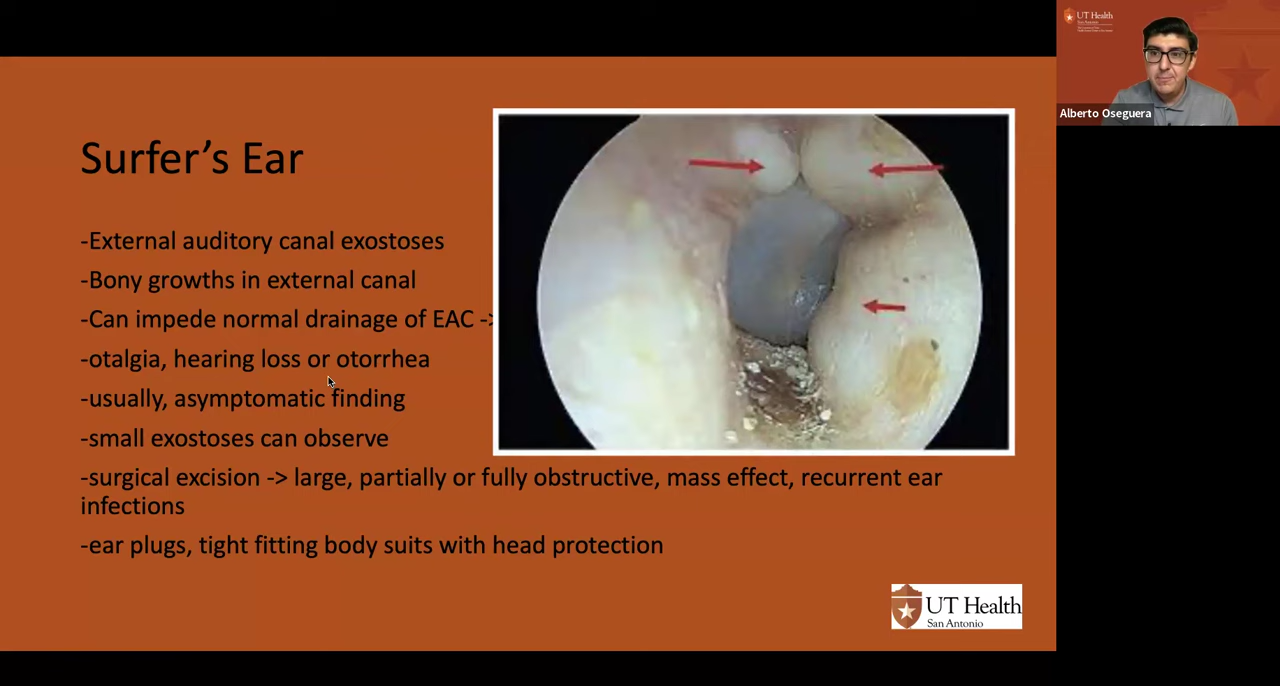 Surfer's Ear
-External auditory canal exostoses
-Bony growths in external canal
-Can impede normal drainage of EAC ->
-otalgia, hearing loss or otorrhea
-usually, asymptomatic finding
-small exostoses can observe
-surgical excision -> large, partially or fully obstructive, mass effect, recurrent ear
infections
-ear plugs, tight fitting body suits with head protection
UT Health
San Antonio
UT Health
San Antonio
Alberto Oseguera